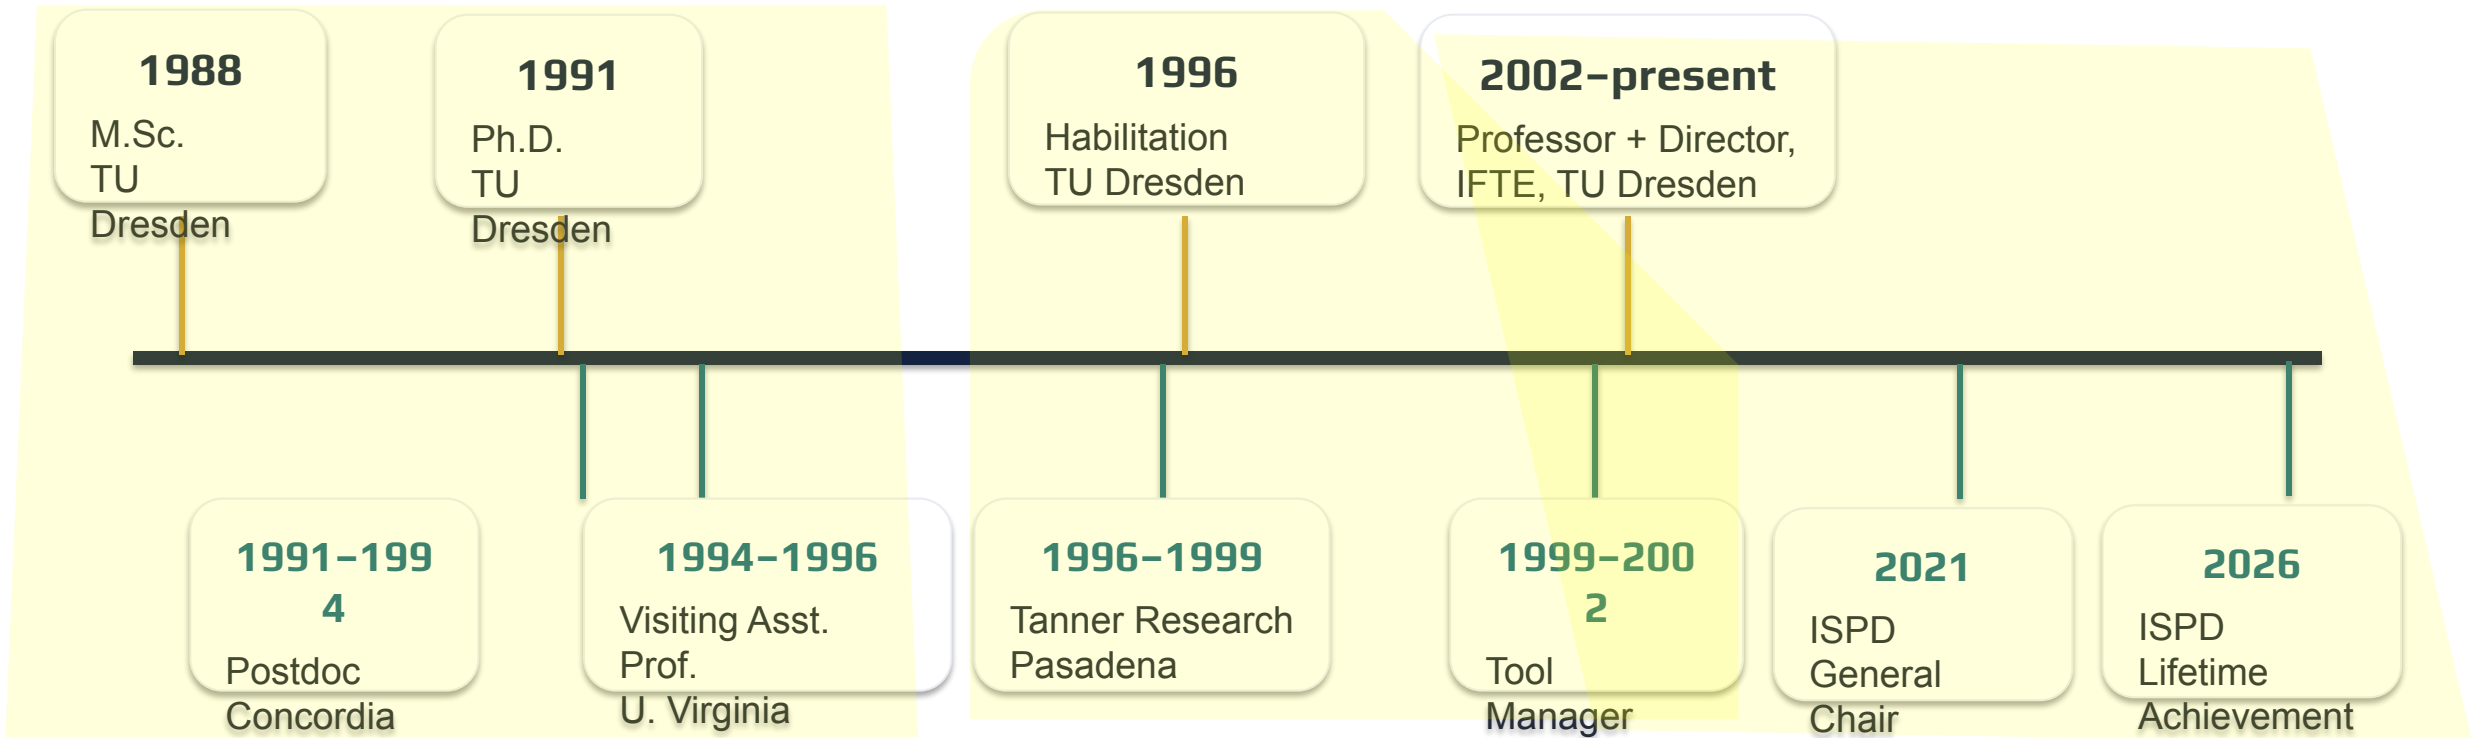 1988
M.Sc.
TU
Dresden
1991
Ph.D.
TU
Dresden
1996
Habilitation
TU Dresden
2002–present
Professor + Director,
IFTE, TU Dresden
1991–199
4
Postdoc
Concordia
1994–1996
Visiting Asst.
Prof.
U. Virginia
1996–1999
Tanner Research
Pasadena
1999–200
2
Tool
Manager
2021
ISPD
General
Chair
2026
ISPD
Lifetime
Achievement